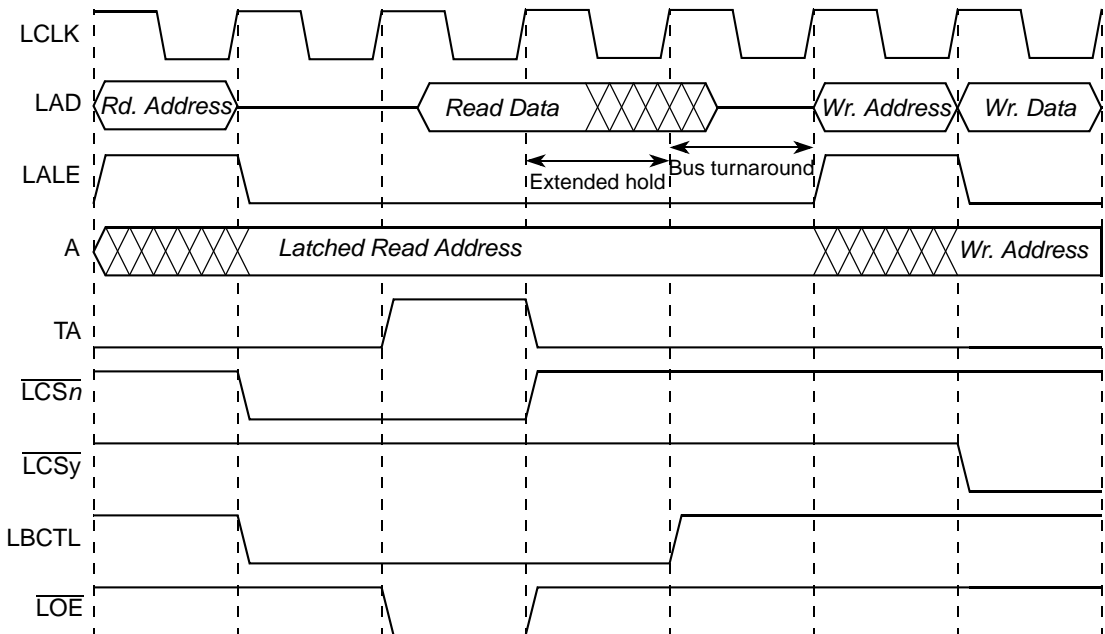 LCLK
LAD
Rd. Address
Read Data
Wr. Address
Wr. Data
LALE
Extended hold
Bus turnaround
A
Latched Read Address
Wr. Address
TA
LCSn
LCSy
LBCTL
LOE